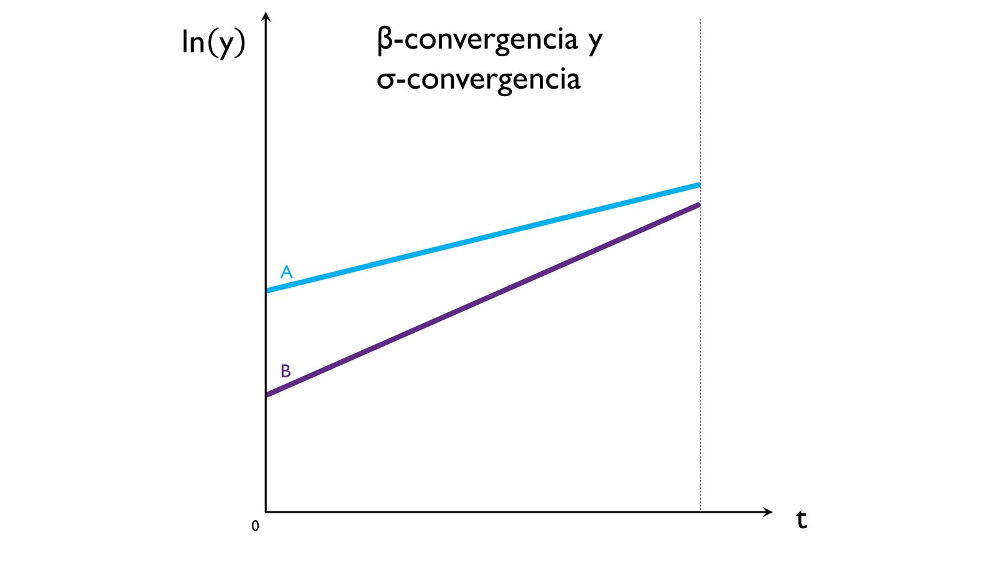 ln(y)
β-convergencia y
σ-convergencia
A
B
0
t